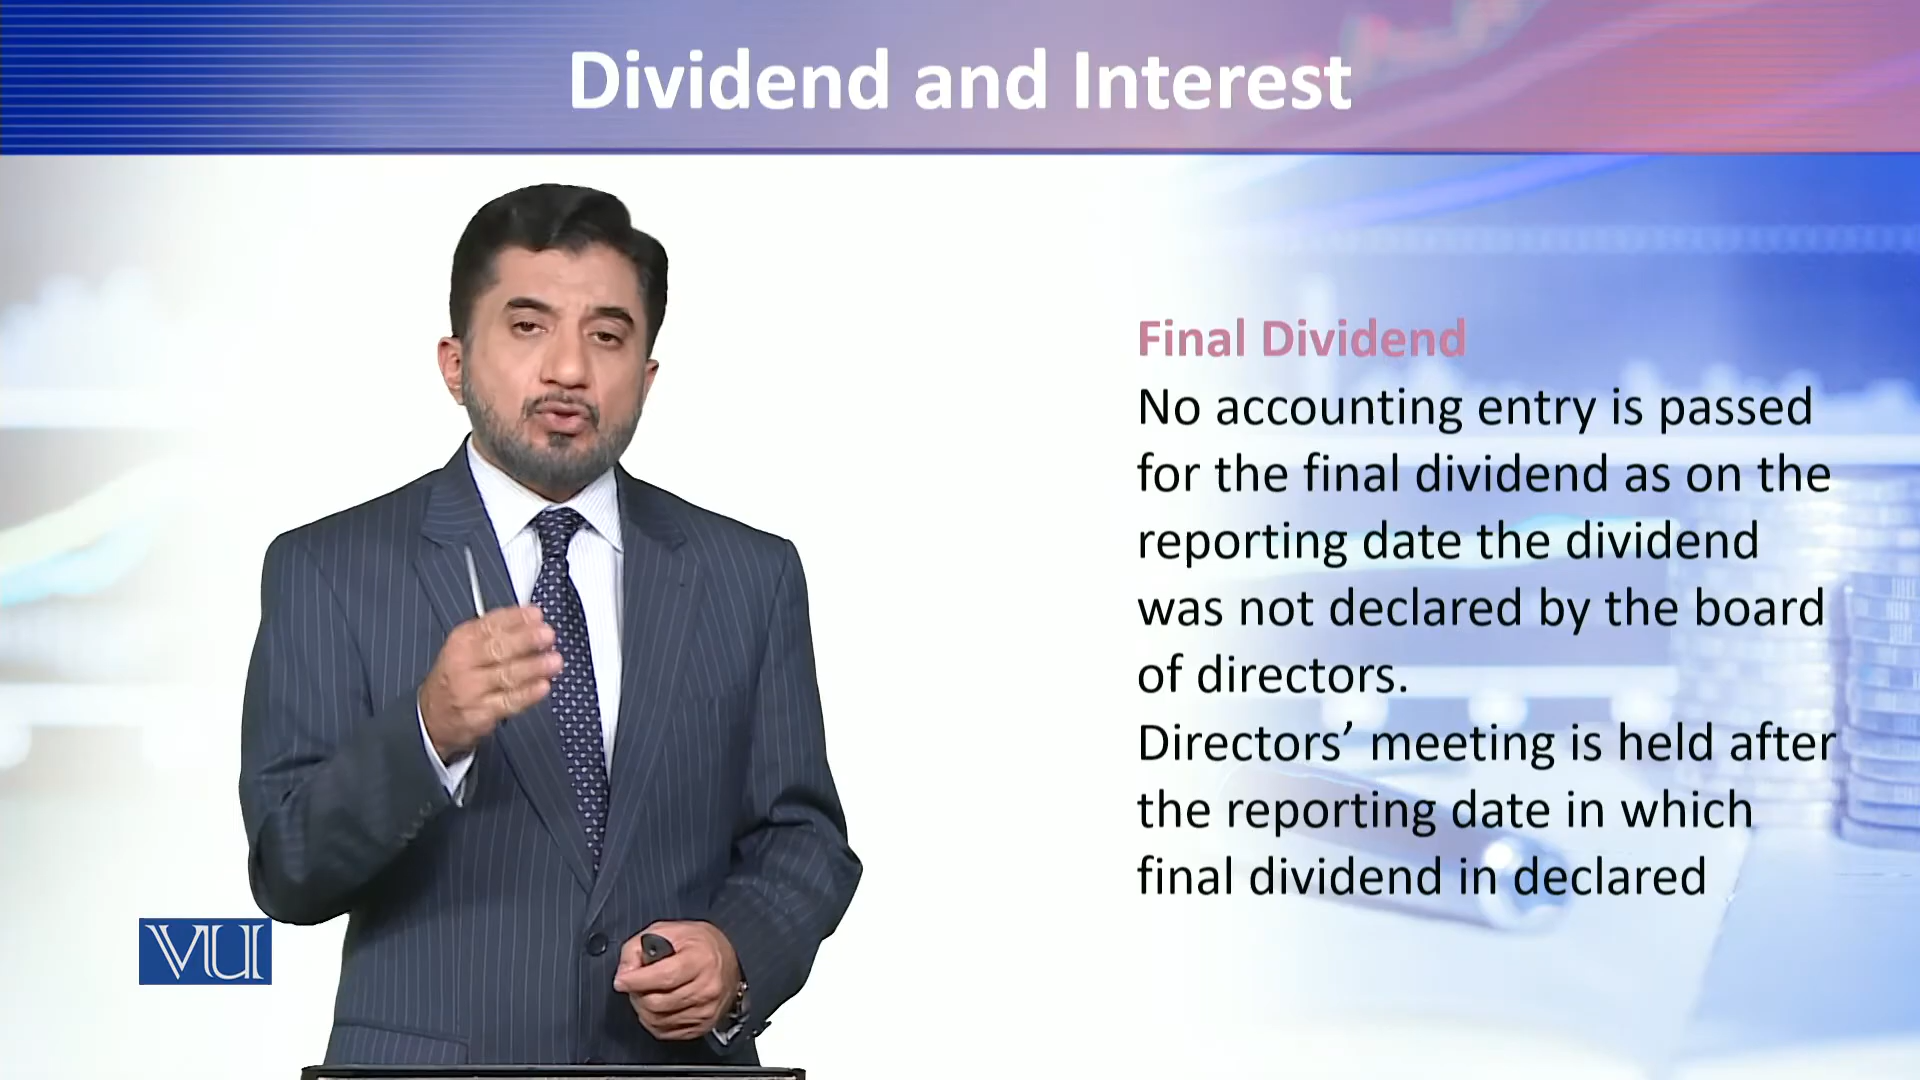 Dividend and Interest
Final Dividend
No accounting entry is passed
for the final dividend as on the
reporting date the dividend
was not declared by the board
of directors.
Directors’ meeting is held after
the reporting date in which
final dividend in declared
VU